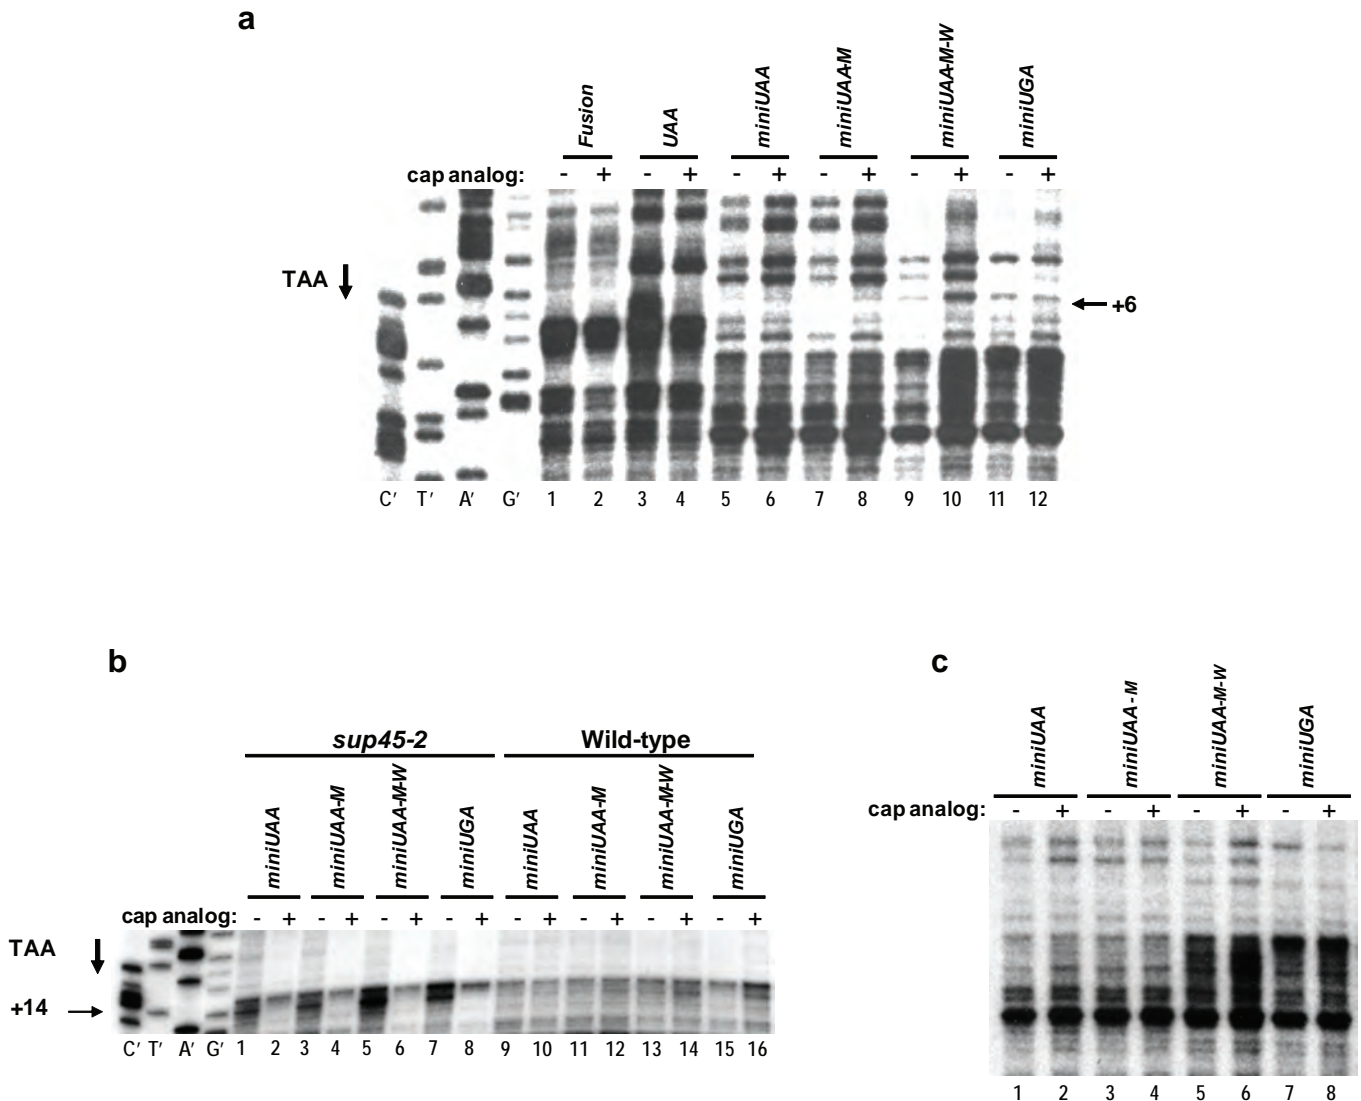 a
Fusion
UAA
miniUAA
miniUAA-M
miniUAA-M-W
miniUGA
cap analog: - + - + - + - + - + - +
TAA
+6
C' T' A' G' 1 2 3 4 5 6 7 8 9 10 11 12
b
sup45-2 Wild-type
miniUAA
miniUAA-M
miniUAA-M-W
miniUGA
miniUAA
miniUAA-M
miniUAA-M-W
miniUGA
cap analog: - + - + - + - + - + - + - + - +
TAA
+14
C' T' A' G' 1 2 3 4 5 6 7 8 9 10 11 12 13 14 15 16
c
miniUAA
miniUAA-M
miniUAA-M-W
miniUGA
cap analog: - + - + - + - +
1 2 3 4 5 6 7 8